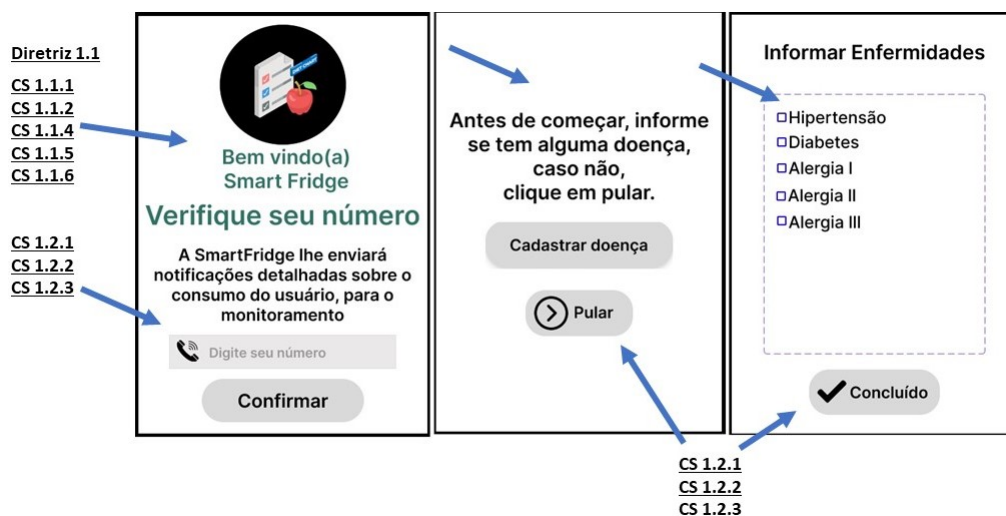 Diretriz 1.1
CS 1.1.1
CS 1.1.2
CS 1.1.4
CS 1.1.5
CS 1.1.6
CS 1.2.1
CS 1.2.2
CS 1.2.3
Bem vindo(a)
Smart Fridge
Verifique seu número
A SmartFridge lhe enviará
notificações detalhadas sobre o
consumo do usuário, para o
monitoramento
Digite seu número
Confirmar
Antes de começar, informe
se tem alguma doença,
caso não,
clique em pular.
Cadastrar doença
Pular
Informar Enfermidades
Hipertensão
Diabetes
Alergia I
Alergia II
Alergia III
Concluído
CS 1.2.1
CS 1.2.2
CS 1.2.3